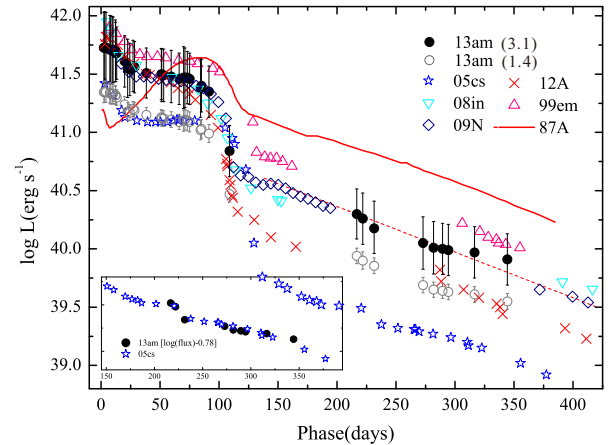 42.0
41.5
41.0
40.5
40.0
39.5
39.0
log L(erg s⁻¹)
13am (3.1)
13am (1.4)
05cs
08in
09N
12A
99em
87A
13am [log(flux)-0.78]
05cs
150 200 250 300 350
0 50 100 150 200 250 300 350 400
Phase(days)